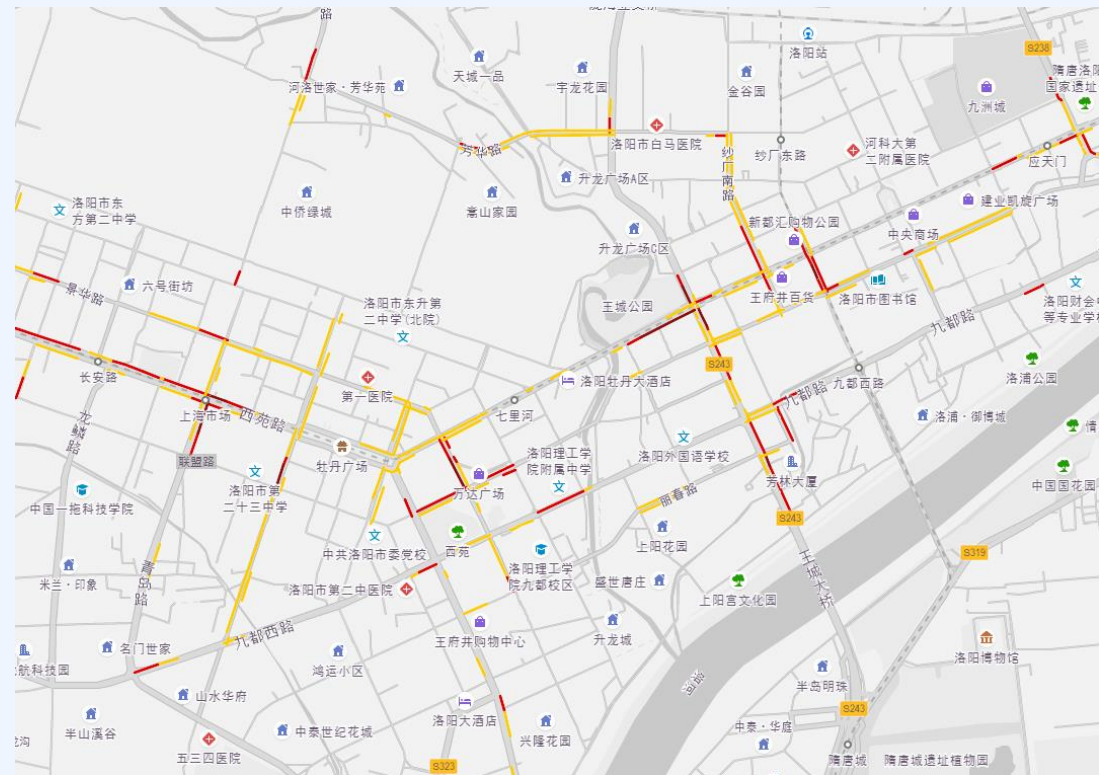 路
洛阳站
S238
天城一品
隋唐洛阳
国家遗址
河洛世家·芳华苑
宇龙花园
金谷园
九洲城
洛阳市白马医院
纱厂东路
河科大第
二附属医院
应天门
芳华路
纱厂南路
升龙广场A区
洛阳市东
方第二中学
中侨绿城
嵩山家园
新都汇购物公园
中央商场
建业凯旋广场
升龙广场C区
景华路
六号街坊
洛阳市东升第
二中学(北院)
王城公园
王府井百货
洛阳市图书馆
洛阳财会中
等专业学校
九都路
长安路
第一医院
洛阳牡丹大酒店
S243
九都路
九都西路
洛浦公园
上海市场
西苑路
七里河
洛浦·御博城
龙鳞路
联盟路
牡丹广场
洛阳理工学
院附属中学
洛阳外国语学校
情
洛阳市第
二十三中学
万达广场
芳林大厦
中国国花园
中国一拖科技学院
丽春路
S243
中共洛阳市委党校
西苑
上阳花园
S319
米兰·印象
青岛路
洛阳市第二中医院
洛阳理工学
院九都校区
盛世唐庄
上阳宫文化园
王城大桥
九都西路
王府井购物中心
升龙城
洛阳博物馆
名门世家
航科技园
鸿运小区
洛河
半岛明珠
山水华府
洛阳大酒店
S243
半山溪谷
中泰世纪花城
兴隆花园
中泰·华庭
沟
五三四医院
S323
隋唐城
隋唐城遗址植物园